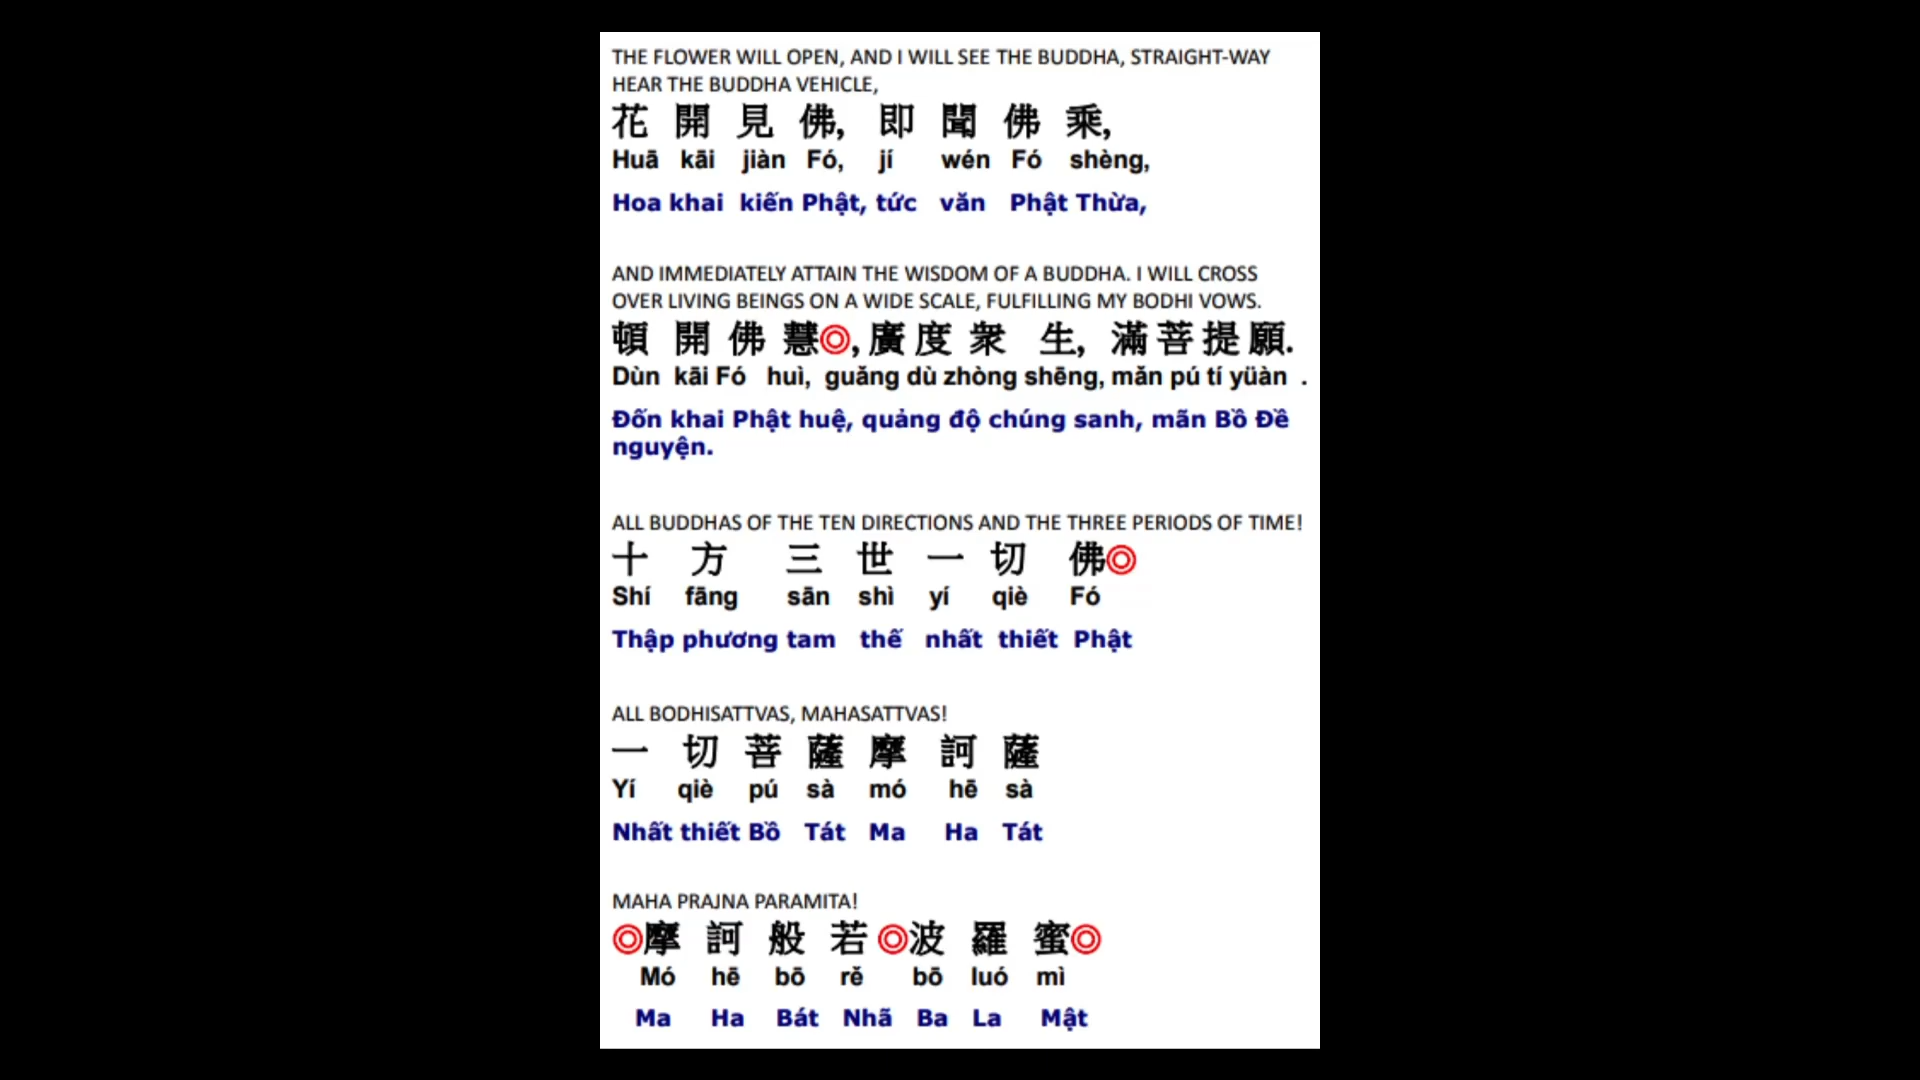 THE FLOWER WILL OPEN, AND I WILL SEE THE BUDDHA, STRAIGHT-WAY
HEAR THE BUDDHA VEHICLE,
花 開 見 佛, 即 聞 佛 乘,
Huā kāi jiàn Fó, jí wén Fó shèng,
Hoa khai kiến Phật, tức văn Phật Thừa,
AND IMMEDIATELY ATTAIN THE WISDOM OF A BUDDHA. I WILL CROSS
OVER LIVING BEINGS ON A WIDE SCALE, FULFILLING MY BODHI VOWS.
頓 開 佛 慧◎, 廣 度 衆 生, 滿 菩 提 願.
Dùn kāi Fó huì, guǎng dù zhòng shēng, mǎn pú tí yüàn .
Đốn khai Phật huệ, quảng độ chúng sanh, mãn Bồ Đề
nguyện.
ALL BUDDHAS OF THE TEN DIRECTIONS AND THE THREE PERIODS OF TIME!
十 方 三 世 一 切 佛◎
Shí fāng sān shì yí qiè Fó
Thập phương tam thế nhất thiết Phật
ALL BODHISATTVAS, MAHASATTVAS!
一 切 菩 薩 摩 訶 薩
Yí qiè pú sà mó hē sà
Nhất thiết Bồ Tát Ma Ha Tát
MAHA PRAJNA PARAMITA!
◎摩 訶 般 若 ◎波 羅 蜜◎
Mó hē bō rě bō luó mì
Ma Ha Bát Nhã Ba La Mật